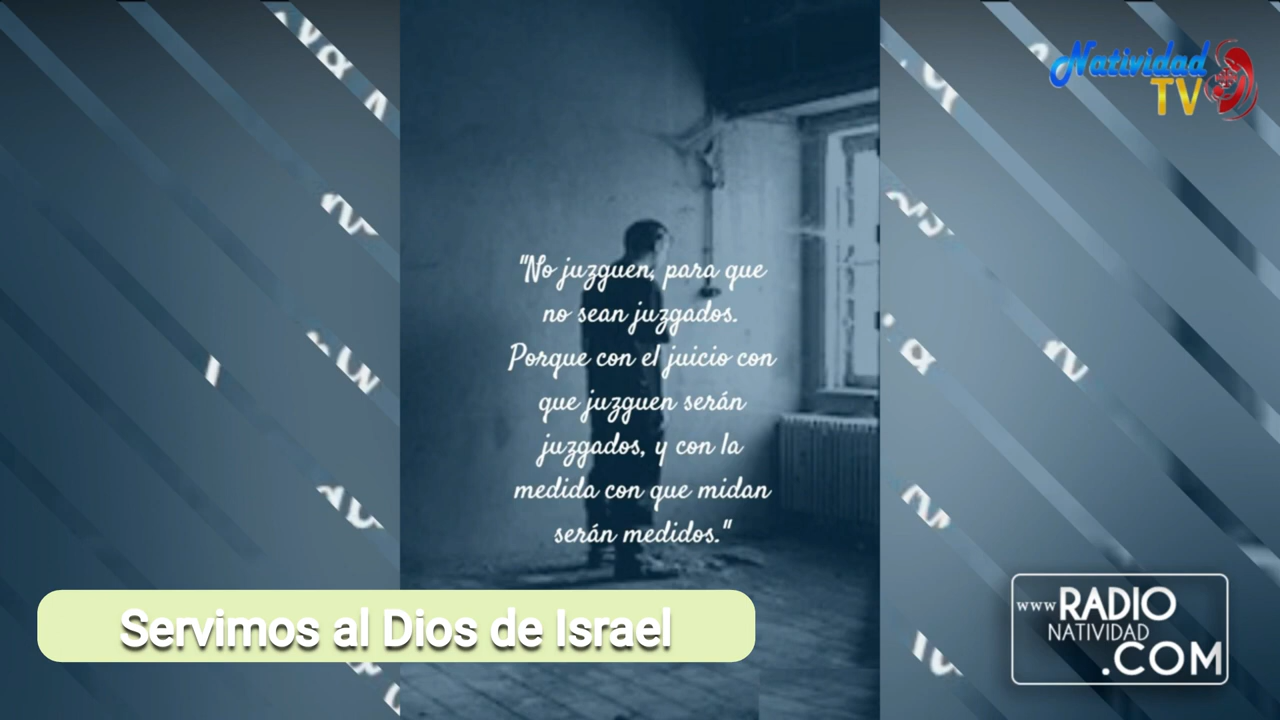 Natividad
TV
"No juzguen, para que
no sean juzgados.
Porque con el juicio con
que juzguen serán
juzgados, y con la
medida con que midan
serán medidos."
Servimos al Dios de Israel
www RADIO
NATIVIDAD
.COM